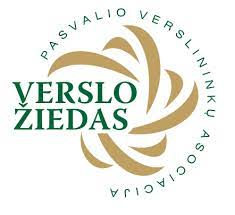 PASVALIO VERSLININKŲ ASOCIACIJA
VERSLO
ŽIEDAS